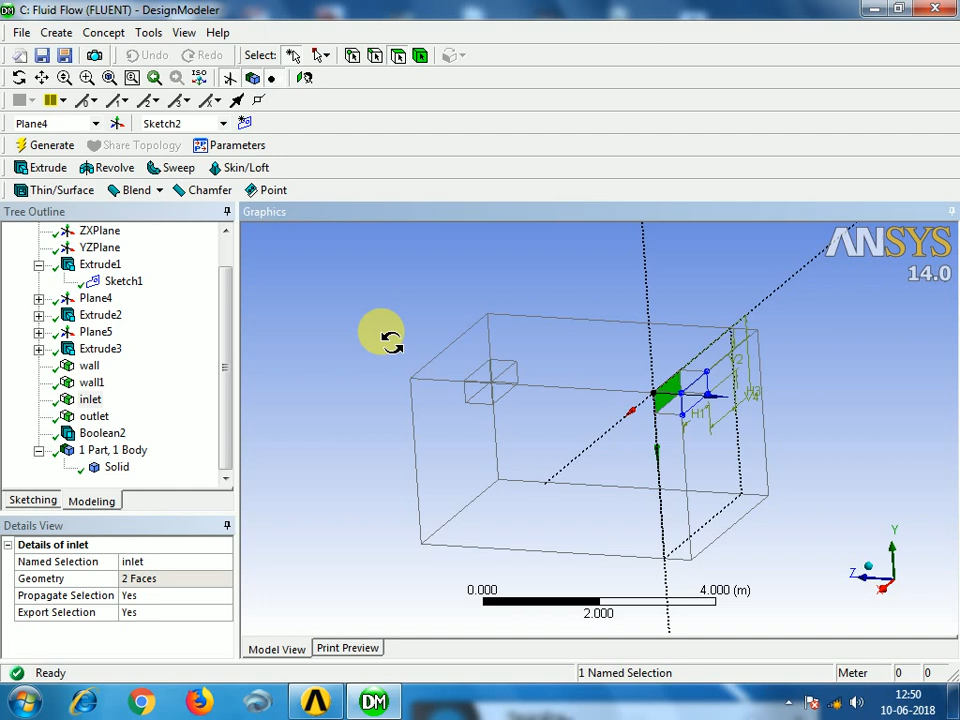 C: Fluid Flow (FLUENT) - DesignModeler
File Create Concept Tools View Help
Undo Redo Select:
ISO
Plane4 Sketch2
Generate Share Topology Parameters
Extrude Revolve Sweep Skin/Loft
Thin/Surface Blend Chamfer Point
Tree Outline
Graphics
ZXPlane
YZPlane
Extrude1
Sketch1
Plane4
Extrude2
Plane5
Extrude3
wall
wall1
inlet
outlet
Boolean2
1 Part, 1 Body
Solid
Sketching Modeling
Details View
Details of inlet
Named Selection inlet
Geometry 2 Faces
Propagate Selection Yes
Export Selection Yes
ANSYS
14.0
H1
0.000 4.000 (m)
2.000
Y
Z
Model View Print Preview
Ready 1 Named Selection Meter 0 0
DM
12:50
10-06-2018